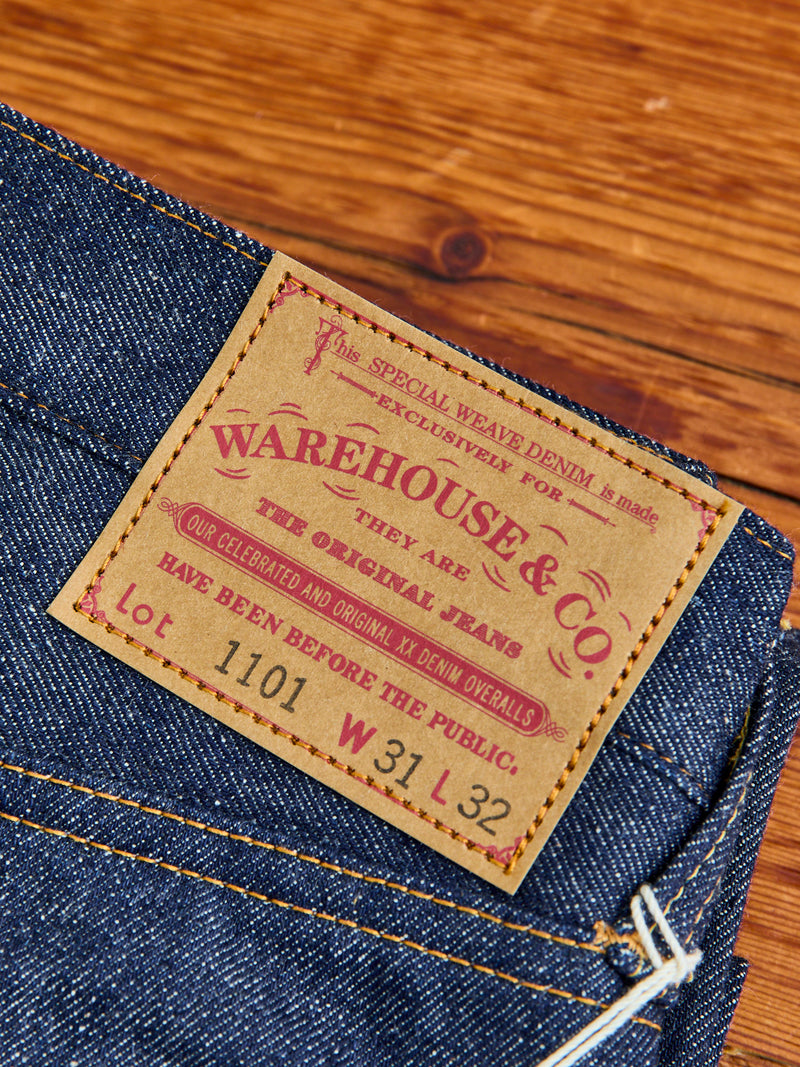 This SPECIAL WEAVE DENIM is made
EXCLUSIVELY FOR
WAREHOUSE & CO.
THEY ARE
THE ORIGINAL JEANS
OUR CELEBRATED AND ORIGINAL XX DENIM OVERALLS
HAVE BEEN BEFORE THE PUBLIC.
Lot 1101 W 31 L 32